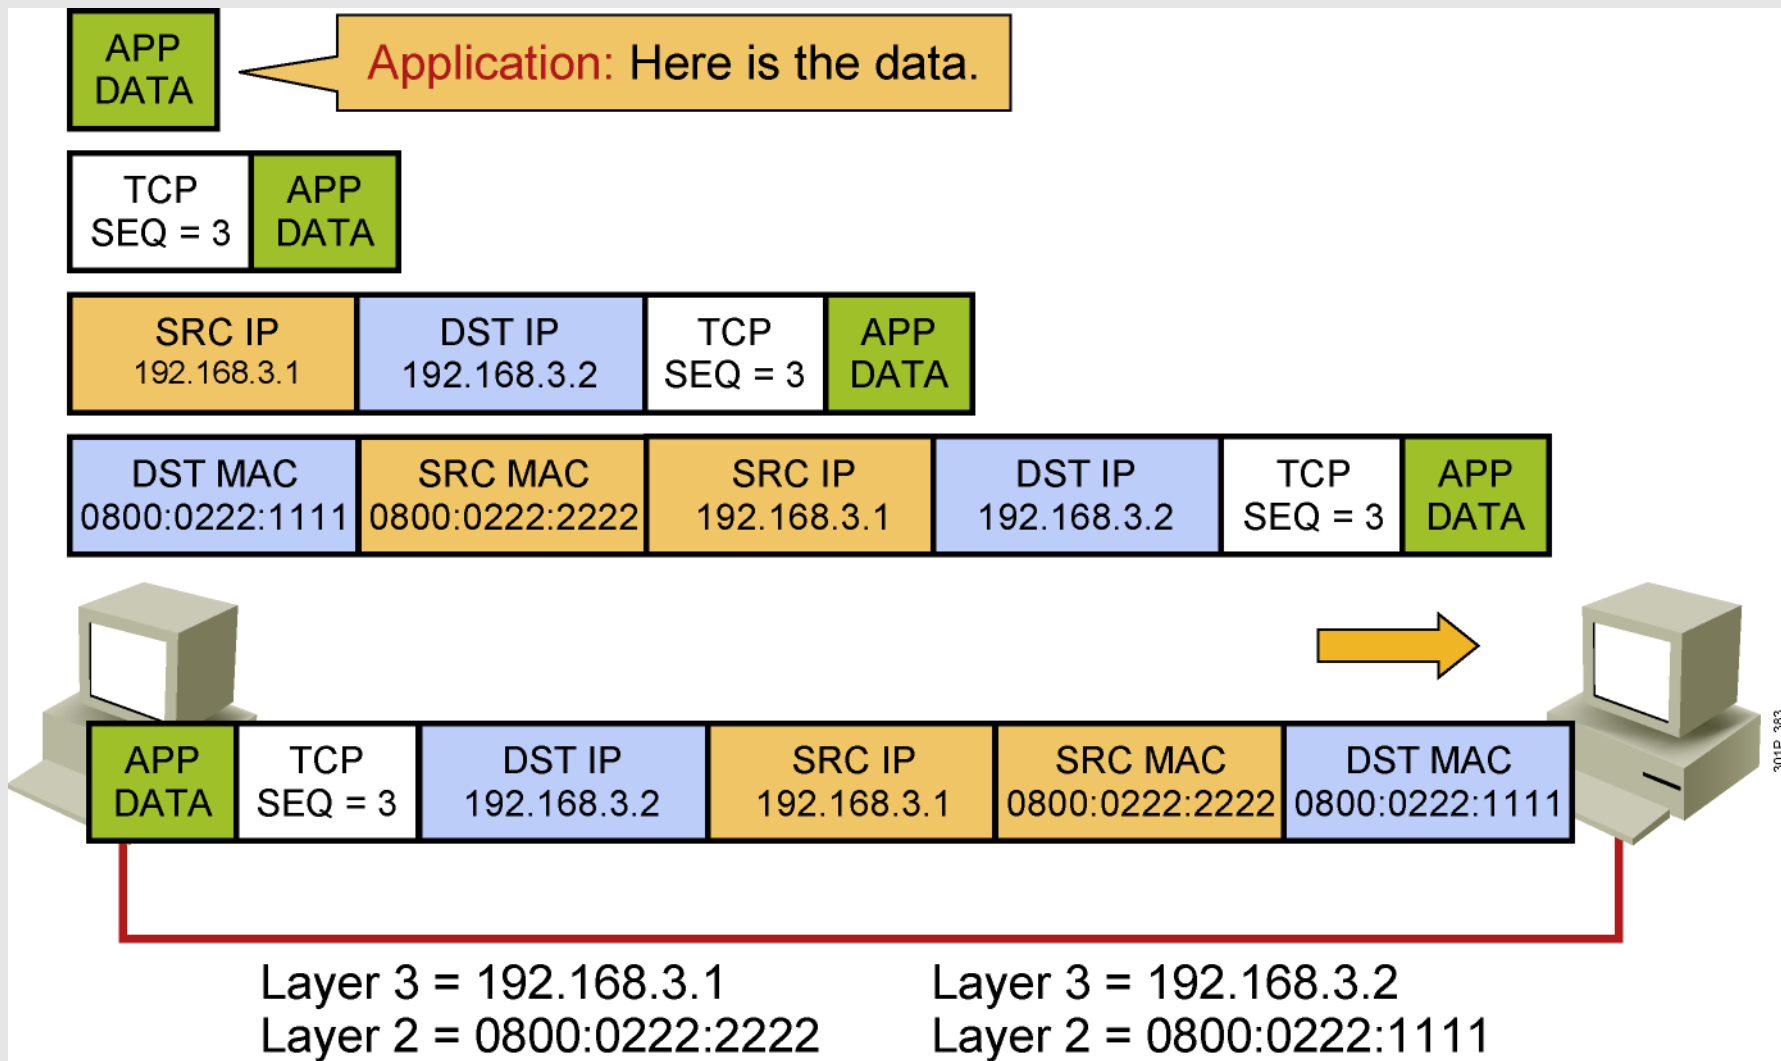 APP
DATA
Application: Here is the data.
TCP
SEQ = 3
APP
DATA
SRC IP
192.168.3.1
DST IP
192.168.3.2
TCP
SEQ = 3
APP
DATA
DST MAC
0800:0222:1111
SRC MAC
0800:0222:2222
SRC IP
192.168.3.1
DST IP
192.168.3.2
TCP
SEQ = 3
APP
DATA
APP
DATA
TCP
SEQ = 3
DST IP
192.168.3.2
SRC IP
192.168.3.1
SRC MAC
0800:0222:2222
DST MAC
0800:0222:1111
301P_383
Layer 3 = 192.168.3.1
Layer 2 = 0800:0222:2222
Layer 3 = 192.168.3.2
Layer 2 = 0800:0222:1111